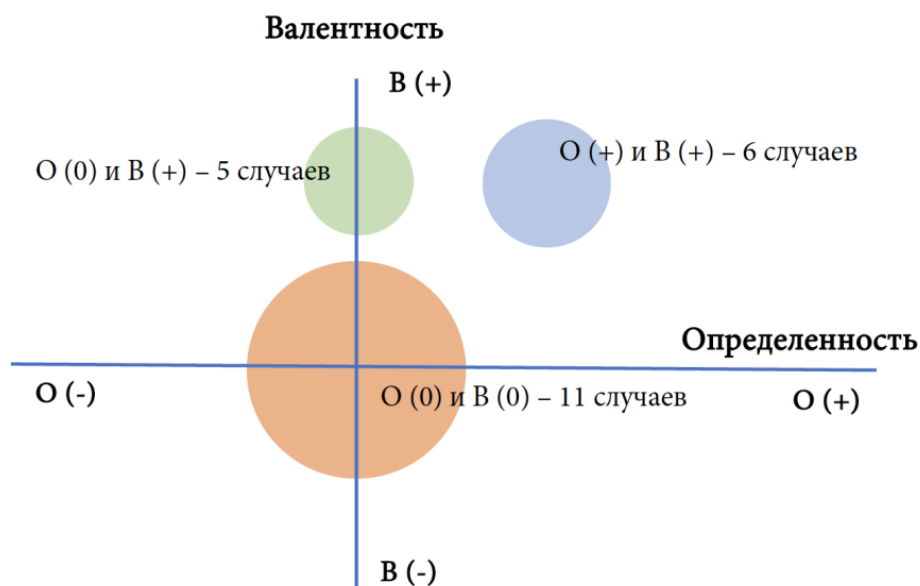 Валентность
В (+)
О (0) и В (+) – 5 случаев
О (+) и В (+) – 6 случаев
Определенность
О (-)
О (0) и В (0) – 11 случаев
О (+)
В (-)